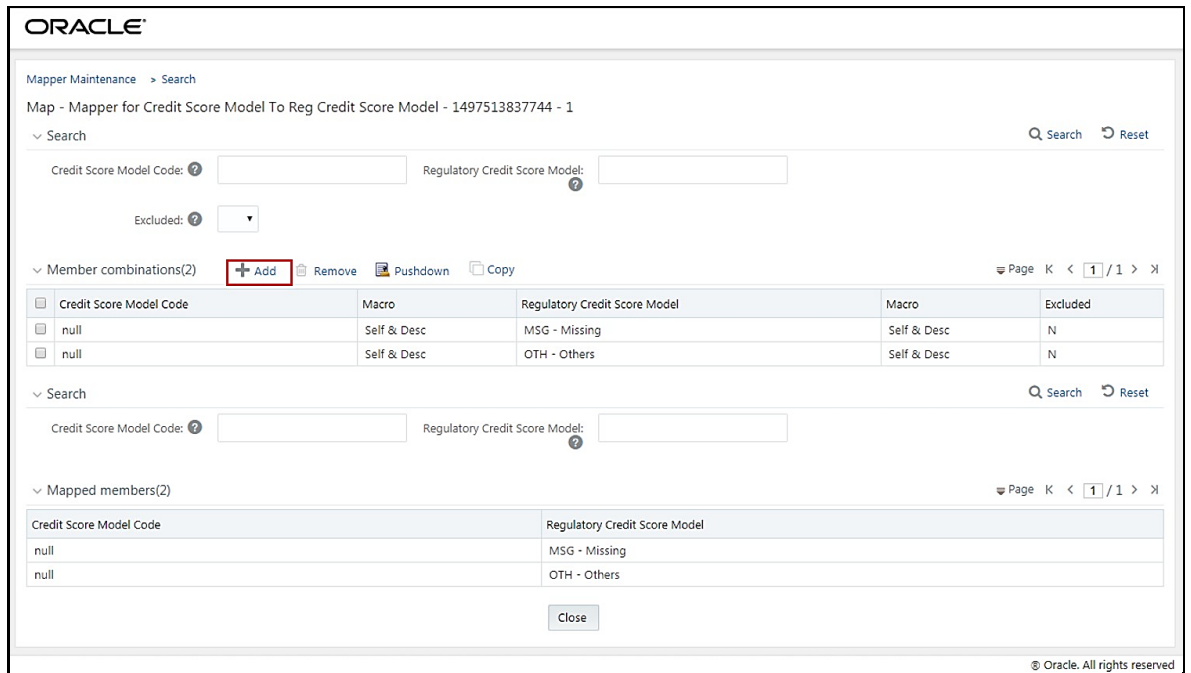 ORACLE
Mapper Maintenance > Search
Map - Mapper for Credit Score Model To Reg Credit Score Model - 1497513837744 - 1
Search
Search Reset
Credit Score Model Code: ?
Regulatory Credit Score Model: ?
Excluded: ?
Member combinations(2) Add Remove Pushdown Copy Page 1 / 1
Credit Score Model Code Macro Regulatory Credit Score Model Macro Excluded
null Self & Desc MSG - Missing Self & Desc N
null Self & Desc OTH - Others Self & Desc N
Search
Search Reset
Credit Score Model Code: ?
Regulatory Credit Score Model: ?
Mapped members(2) Page 1 / 1
Credit Score Model Code Regulatory Credit Score Model
null MSG - Missing
null OTH - Others
Close
® Oracle. All rights reserved